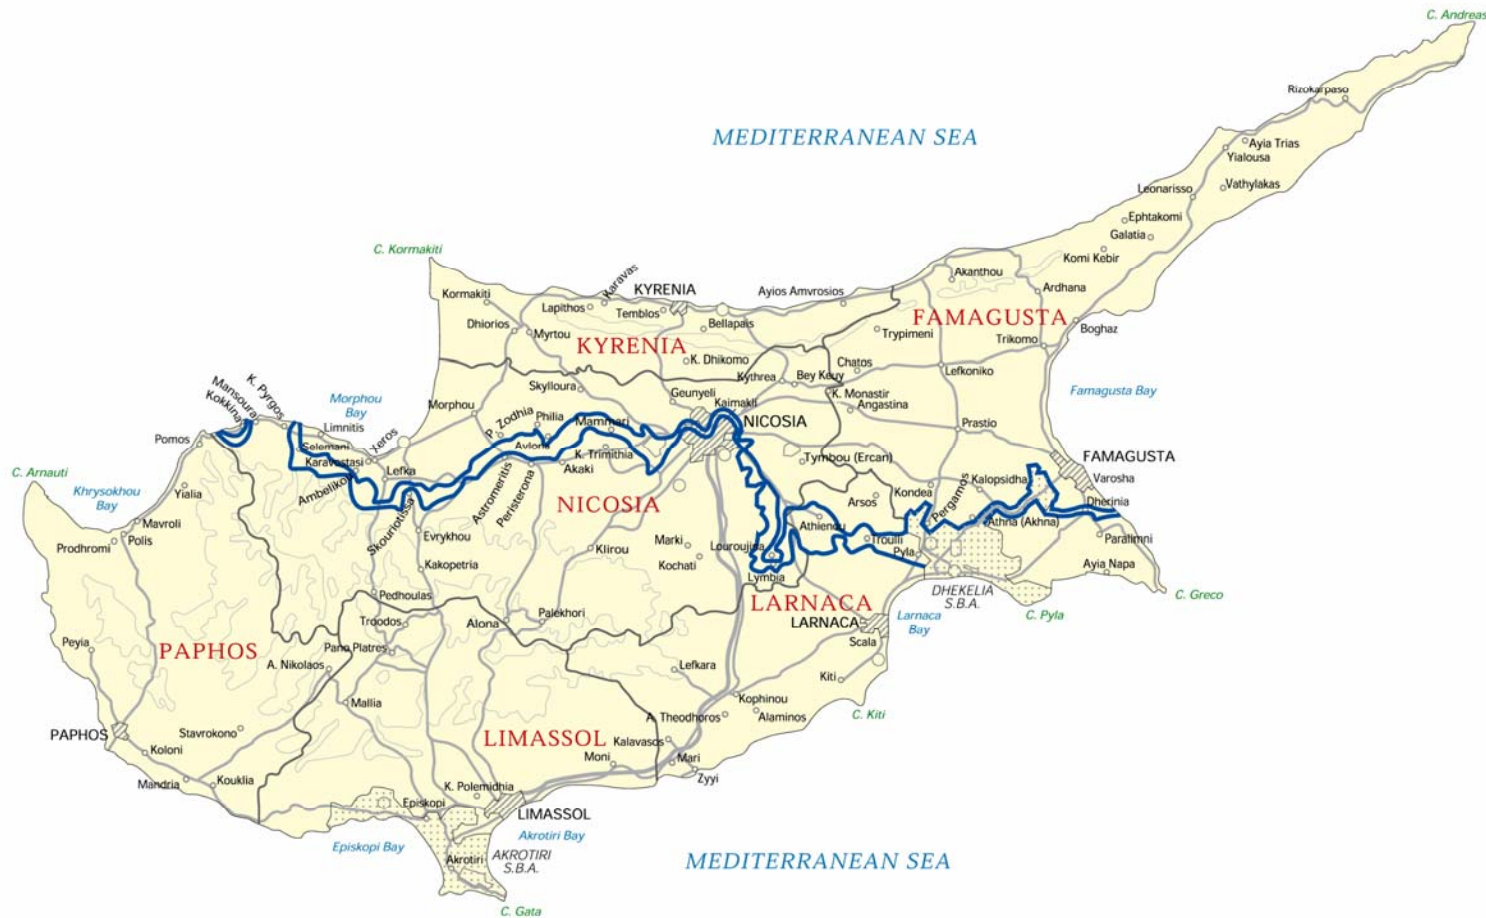 C. Andreas
Rizokarpaso
MEDITERRANEAN SEA
Ayia Trias
Yialousa
Leonarisso
Vathylakas
Ephtakomi
Galatia
C. Kormakiti
Komi Kebir
Akanthou
Karavas
KYRENIA
Ayios Amvrosios
Ardhana
Kormakiti
Lapithos
Temblos
Dhiorios
Myrtou
Bellapais
FAMAGUSTA
Boghaz
Trypimeni
Trikomo
KYRENIA
K. Dhikomo
Chatos
Kythrea
Bey Keuy
Lefkoniko
Skylloura
Geunyeli
K. Monastir
Famagusta Bay
K. Pyrgos
Mansoura
Kokkina
Morphou
Bay
Morphou
P. Zodhia
Philia
Mammari
Kaimakli
Angastina
NICOSIA
Prastio
Pomos
Limnitis
Selemani
Xeros
Avlona
K. Trimithia
Karavostasi
Lefka
Akaki
Tymbou (Ercan)
FAMAGUSTA
C. Arnauti
Ambelikou
Astromeritis
Peristerona
Varosha
Khrysokhou
Bay
Yialia
Skouriotissa
NICOSIA
Arsos
Kondea
Pergamos
Kalopsidha
Dherinia
Mavroli
Athienou
Athna (Akhna)
Prodhromi
Polis
Evrykhou
Klirou
Marki
Louroujina
Troulli
Paralimni
Kochati
Pyla
Kakopetria
Lymbia
Ayia Napa
Pedhoulas
DHEKELIA
S.B.A.
C. Greco
LARNACA
Larnaca
Bay
C. Pyla
Troodos
Alona
Palekhori
LARNACA
Peyia
PAPHOS
Pano Platres
Scala
A. Nikolaos
Lefkara
Kiti
Mallia
Kophinou
C. Kiti
A. Theodhoros
Alaminos
PAPHOS
Stavrokono
LIMASSOL
Kalavasos
Koloni
Moni
Mari
Zyyi
Mandria
Kouklia
K. Polemidhia
Episkopi
LIMASSOL
Episkopi Bay
Akrotiri Bay
Akrotiri
AKROTIRI
S.B.A.
MEDITERRANEAN SEA
C. Gata